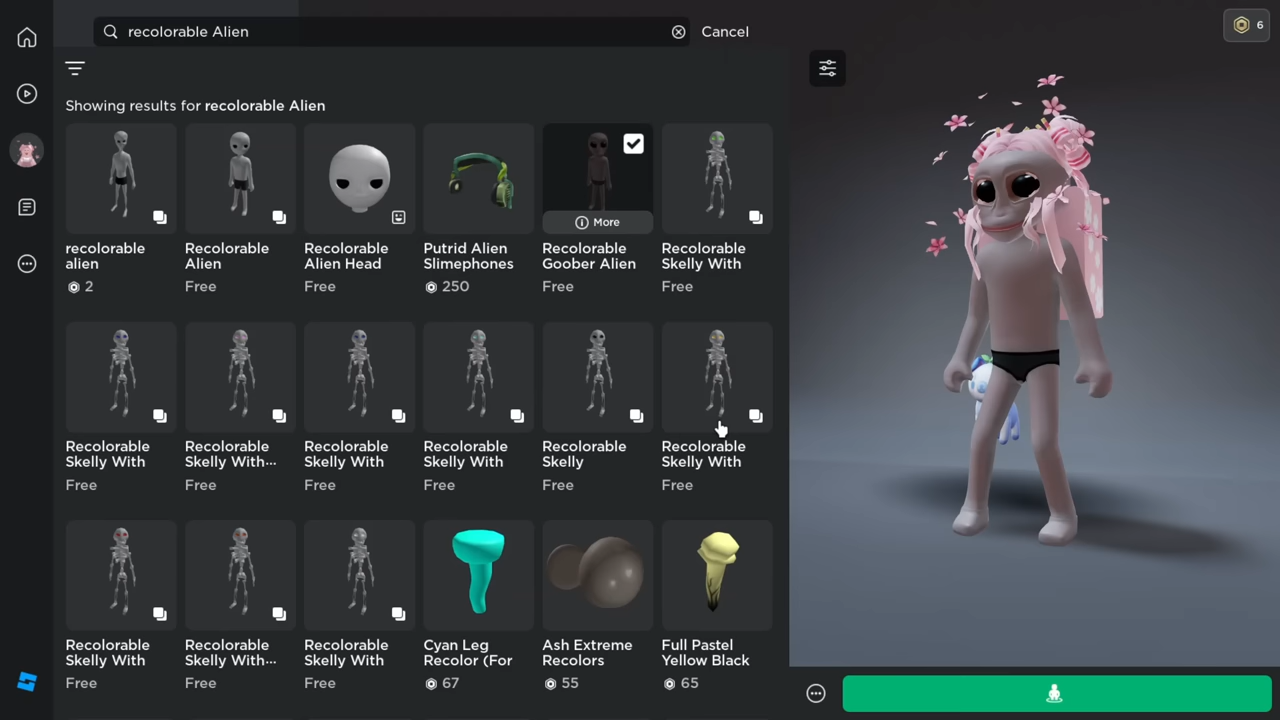 recolorable Alien
Cancel
6
Showing results for recolorable Alien
recolorable
alien
2
Recolorable
Alien
Free
Recolorable
Alien Head
Free
Putrid Alien
Slimephones
250
More
Recolorable
Goober Alien
Free
Recolorable
Skelly With
Free
Recolorable
Skelly With
Free
Recolorable
Skelly With...
Free
Recolorable
Skelly With
Free
Recolorable
Skelly With
Free
Recolorable
Skelly
Free
Recolorable
Skelly With
Free
Recolorable
Skelly With
Free
Recolorable
Skelly With...
Free
Recolorable
Skelly With
Free
Cyan Leg
Recolor (For
67
Ash Extreme
Recolors
55
Full Pastel
Yellow Black
65